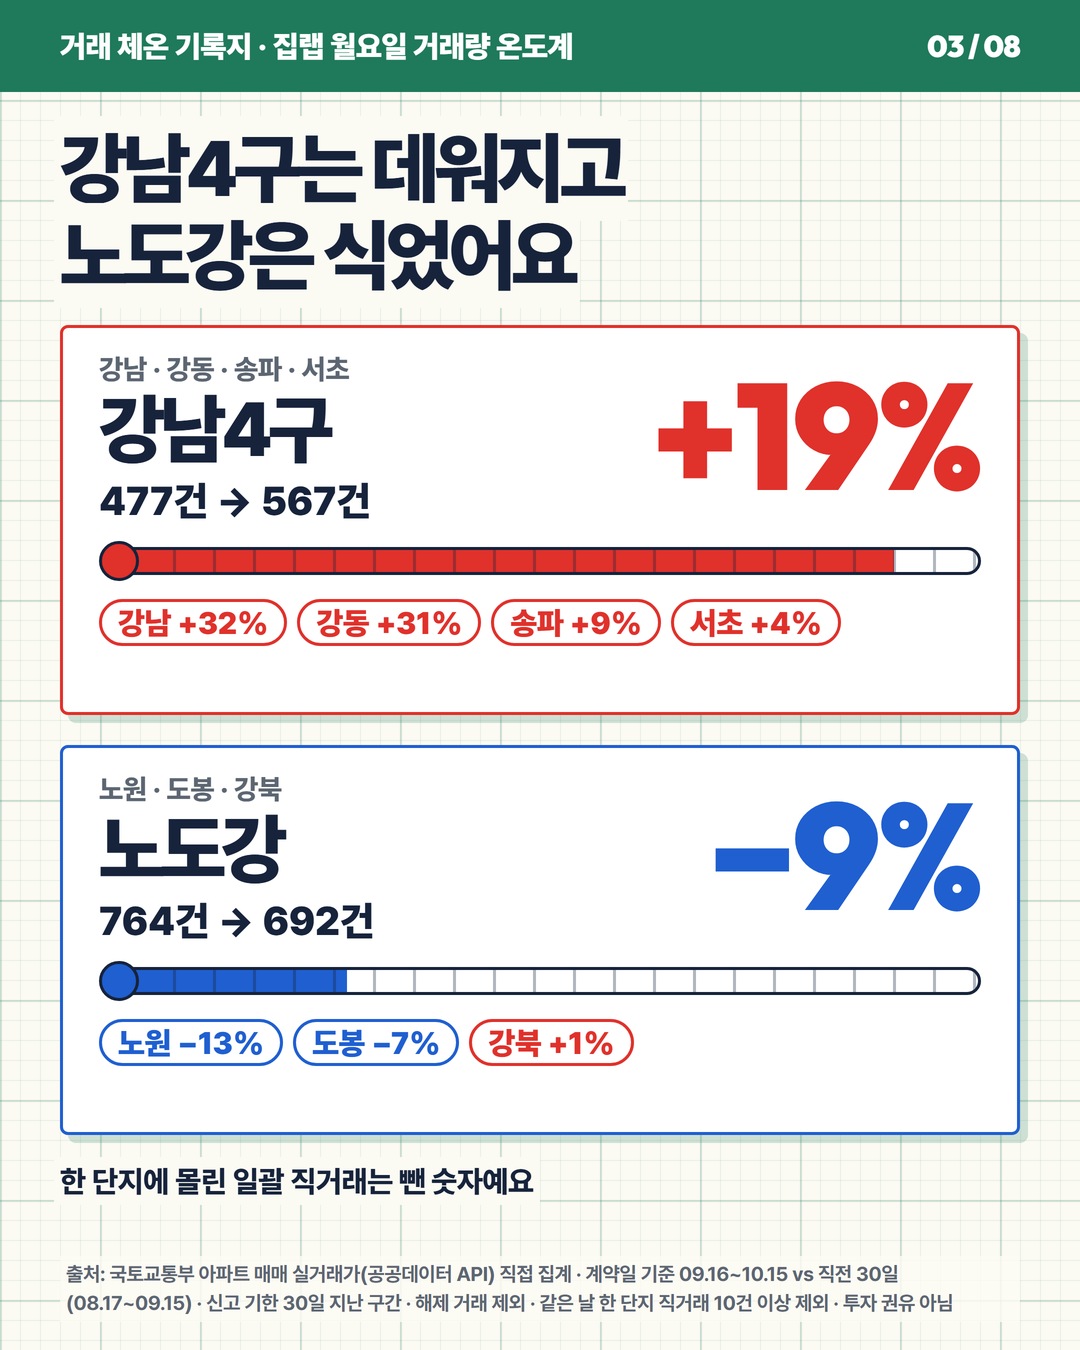 거래 체온 기록지 · 집랩 월요일 거래량 온도계
03 / 08
강남4구는 데워지고
노도강은 식었어요
강남 · 강동 · 송파 · 서초
강남4구
477건 → 567건
+19%
강남 +32%
강동 +31%
송파 +9%
서초 +4%
노원 · 도봉 · 강북
노도강
764건 → 692건
−9%
노원 −13%
도봉 −7%
강북 +1%
한 단지에 몰린 일괄 직거래는 뺀 숫자예요
출처: 국토교통부 아파트 매매 실거래가(공공데이터 API) 직접 집계 · 계약일 기준 09.16~10.15 vs 직전 30일
(08.17~09.15) · 신고 기한 30일 지난 구간 · 해제 거래 제외 · 같은 날 한 단지 직거래 10건 이상 제외 · 투자 권유 아님